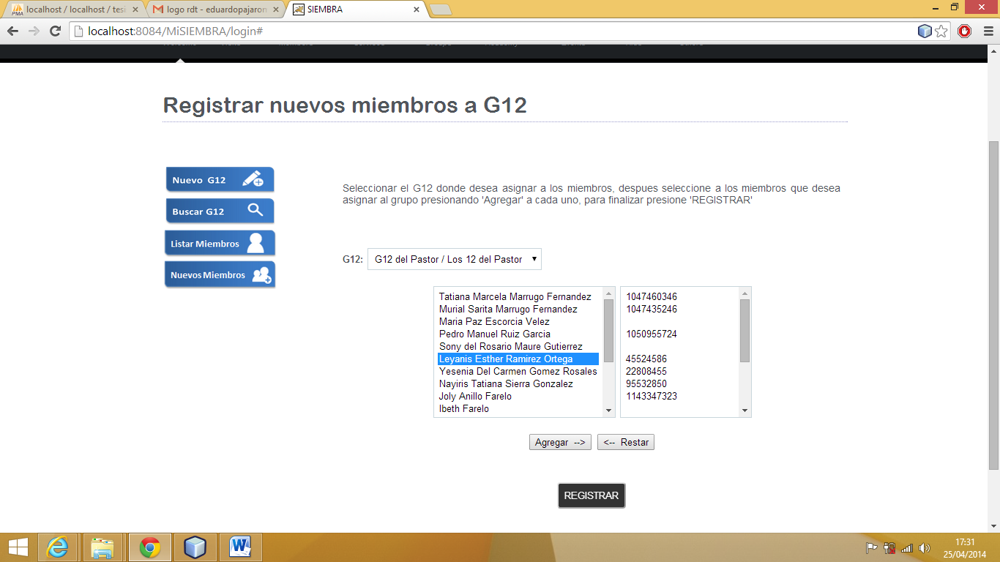 localhost / localhost / tesi
logo rdt - eduardopajaron
SIEMBRA
localhost:8084/MiSIEMBRA/login#
Registrar nuevos miembros a G12
Nuevo G12
Buscar G12
Listar Miembros
Nuevos Miembros
Seleccionar el G12 donde desea asignar a los miembros, despues seleccione a los miembros que desea
asignar al grupo presionando 'Agregar' a cada uno, para finalizar presione 'REGISTRAR'
G12: G12 del Pastor / Los 12 del Pastor
Tatiana Marcela Marrugo Fernandez 1047460346
Murial Sarita Marrugo Fernandez 1047435246
Maria Paz Escorcia Velez
Pedro Manuel Ruiz Garcia 1050955724
Sony del Rosario Maure Gutierrez
Leyanis Esther Ramirez Ortega 45524586
Yesenia Del Carmen Gomez Rosales 22808455
Nayiris Tatiana Sierra Gonzalez 95532850
Joly Anillo Farelo 1143347323
Ibeth Farelo
Agregar --> <-- Restar
REGISTRAR
17:31
25/04/2014